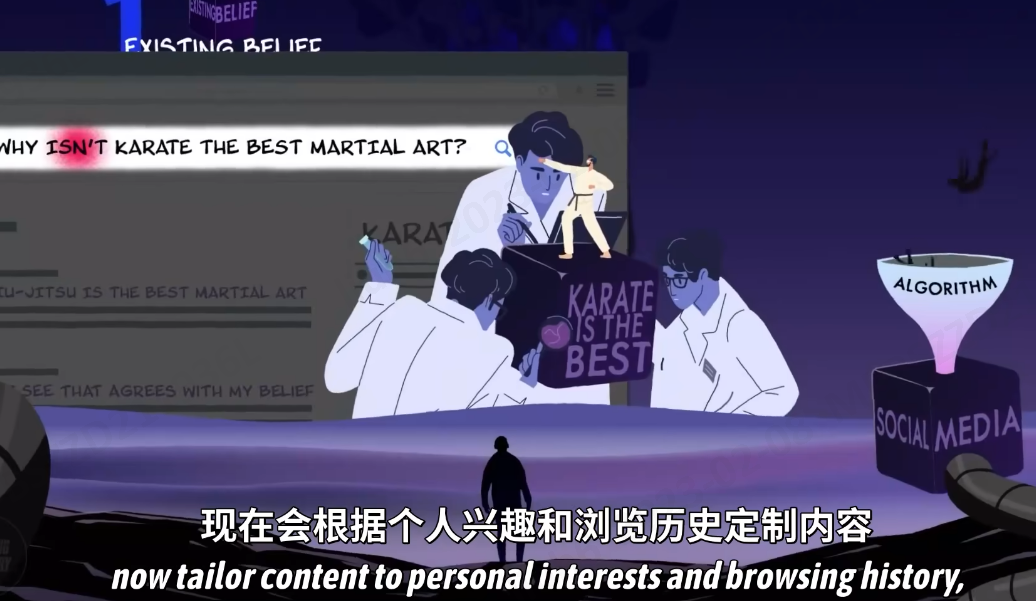 1
EXISTING BELIEF
EXISTING BELIEF
WHY ISN'T KARATE THE BEST MARTIAL ART?
KARAT
JIU-JITSU IS THE BEST MARTIAL ART
SEE THAT AGREES WITH MY BELIEF
KARATE
IS THE
BEST
ALGORITHM
SOCIAL MEDIA
现在会根据个人兴趣和浏览历史定制内容
now tailor content to personal interests and browsing history,